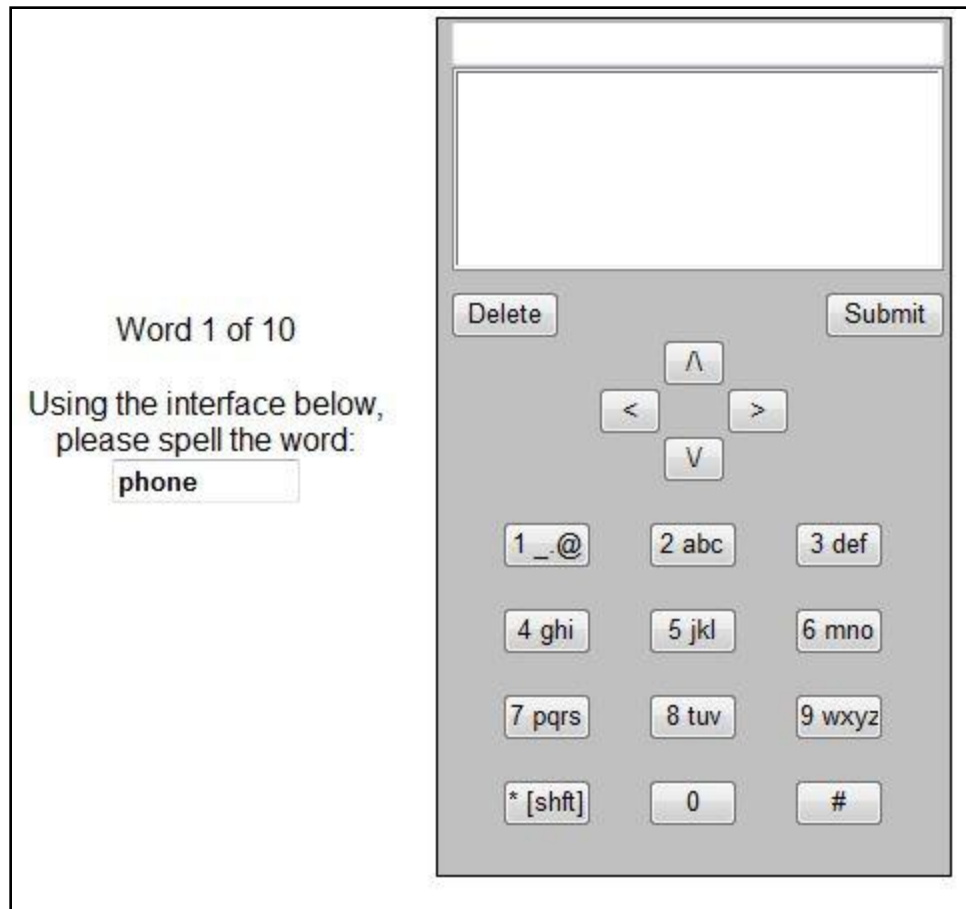 Word 1 of 10
Using the interface below,
please spell the word:
phone
Delete
Submit
/\
< >
\/
1 _.@ 2 abc 3 def
4 ghi 5 jkl 6 mno
7 pqrs 8 tuv 9 wxyz
* [shft] 0 #